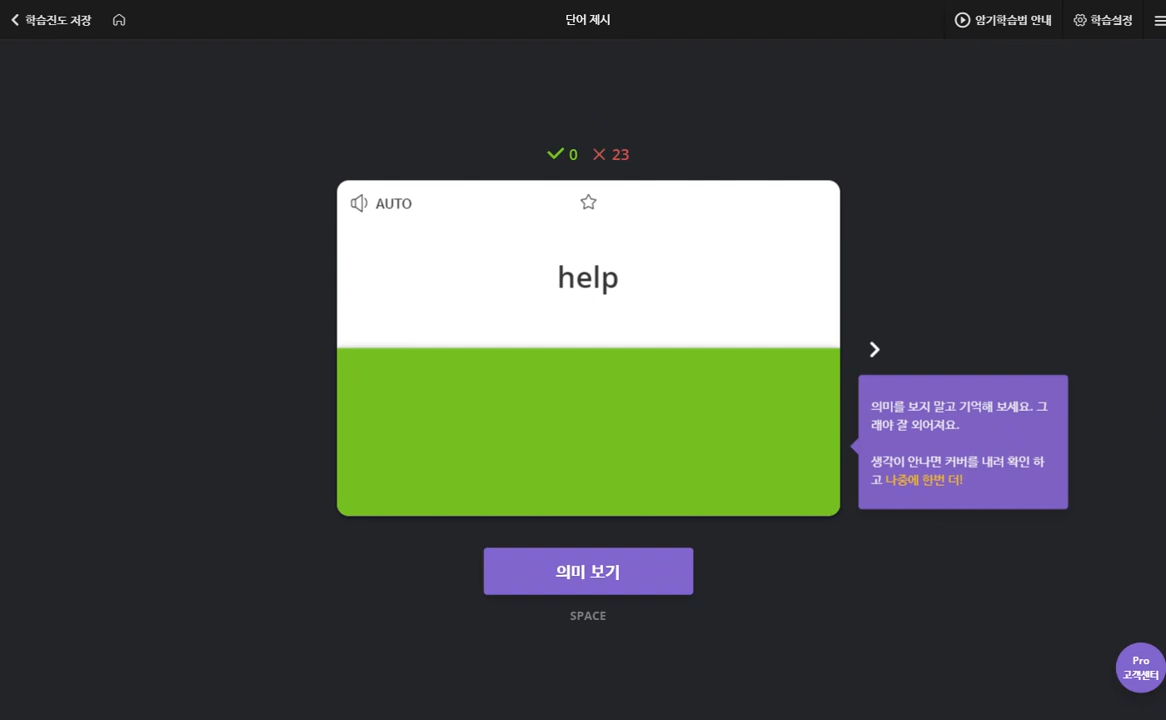 학습진도 저장
단어 제시
암기학습법 안내
학습설정
0 23
AUTO
help
의미를 보지 말고 기억해 보세요. 그
래야 잘 외어져요.
생각이 안나면 커버를 내려 확인 하
고 나중에 한번 더!
의미 보기
SPACE
Pro
고객센터